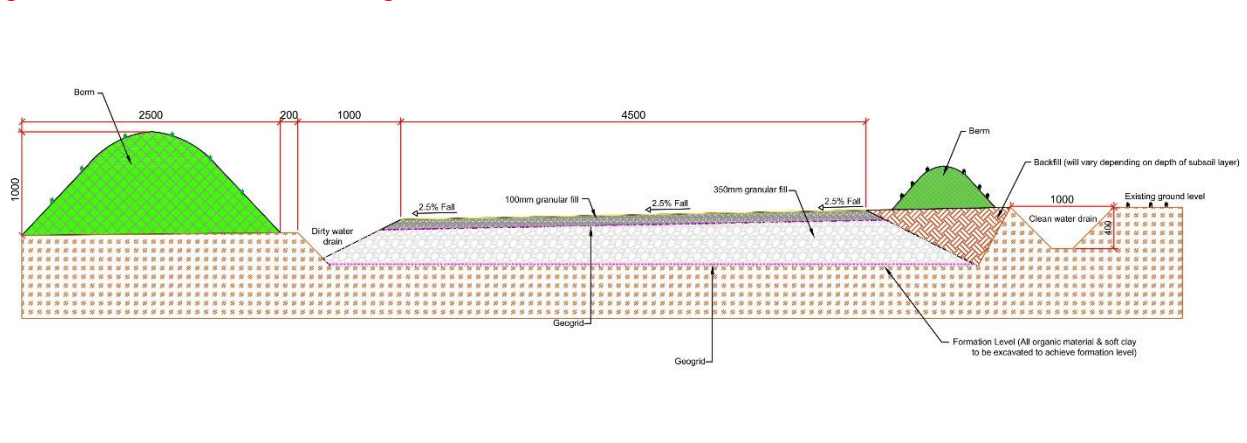 Berm
2500
200
1000
4500
1000
Berm
Backfill (will vary depending on depth of subsoil layer)
350mm granular fill
1000
Existing ground level
2.5% Fall
100mm granular fill
2.5% Fall
2.5% Fall
Clean water drain
400
Dirty water
drain
Geogrid
Formation Level (All organic material & soft clay
to be excavated to achieve formation level)
Geogrid